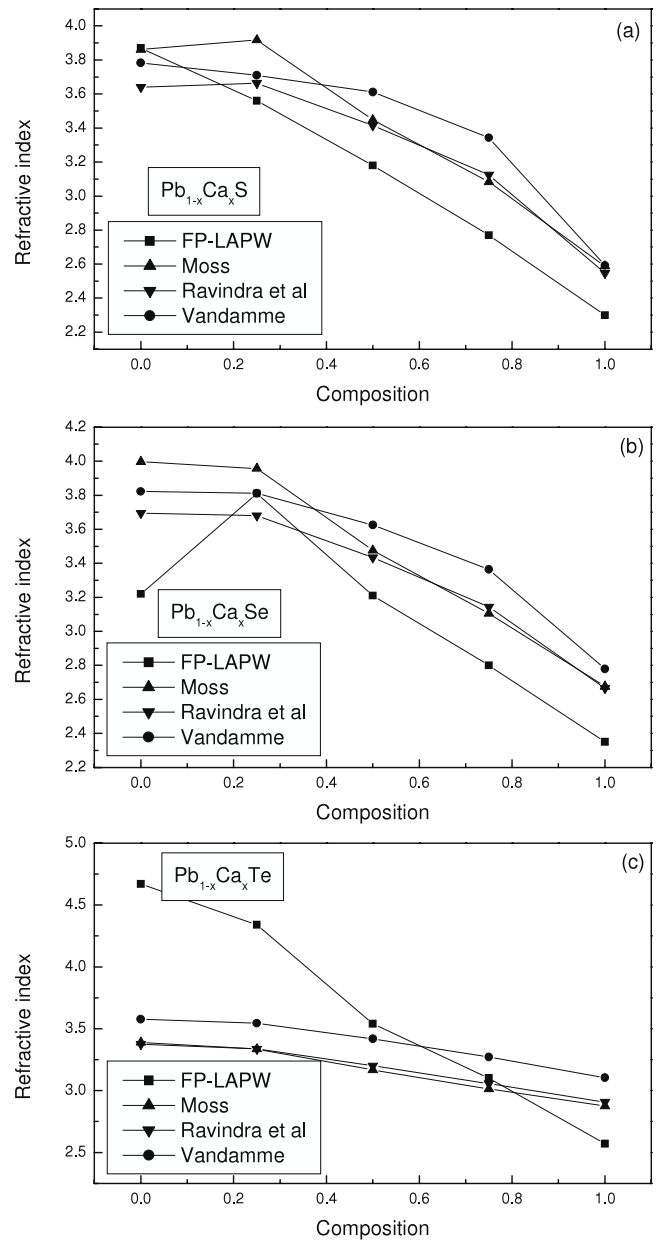 (a)
4.0
3.8
3.6
3.4
3.2
3.0
2.8
2.6
2.4
2.2
Refractive index
Pb1-xCaxS
FP-LAPW
Moss
Ravindra et al
Vandamme
0.0 0.2 0.4 0.6 0.8 1.0
Composition
(b)
4.2
4.0
3.8
3.6
3.4
3.2
3.0
2.8
2.6
2.4
2.2
Refractive index
Pb1-xCaxSe
FP-LAPW
Moss
Ravindra et al
Vandamme
0.0 0.2 0.4 0.6 0.8 1.0
Composition
(c)
5.0
4.5
4.0
3.5
3.0
2.5
Refractive index
Pb1-xCaxTe
FP-LAPW
Moss
Ravindra et al
Vandamme
0.0 0.2 0.4 0.6 0.8 1.0
Composition